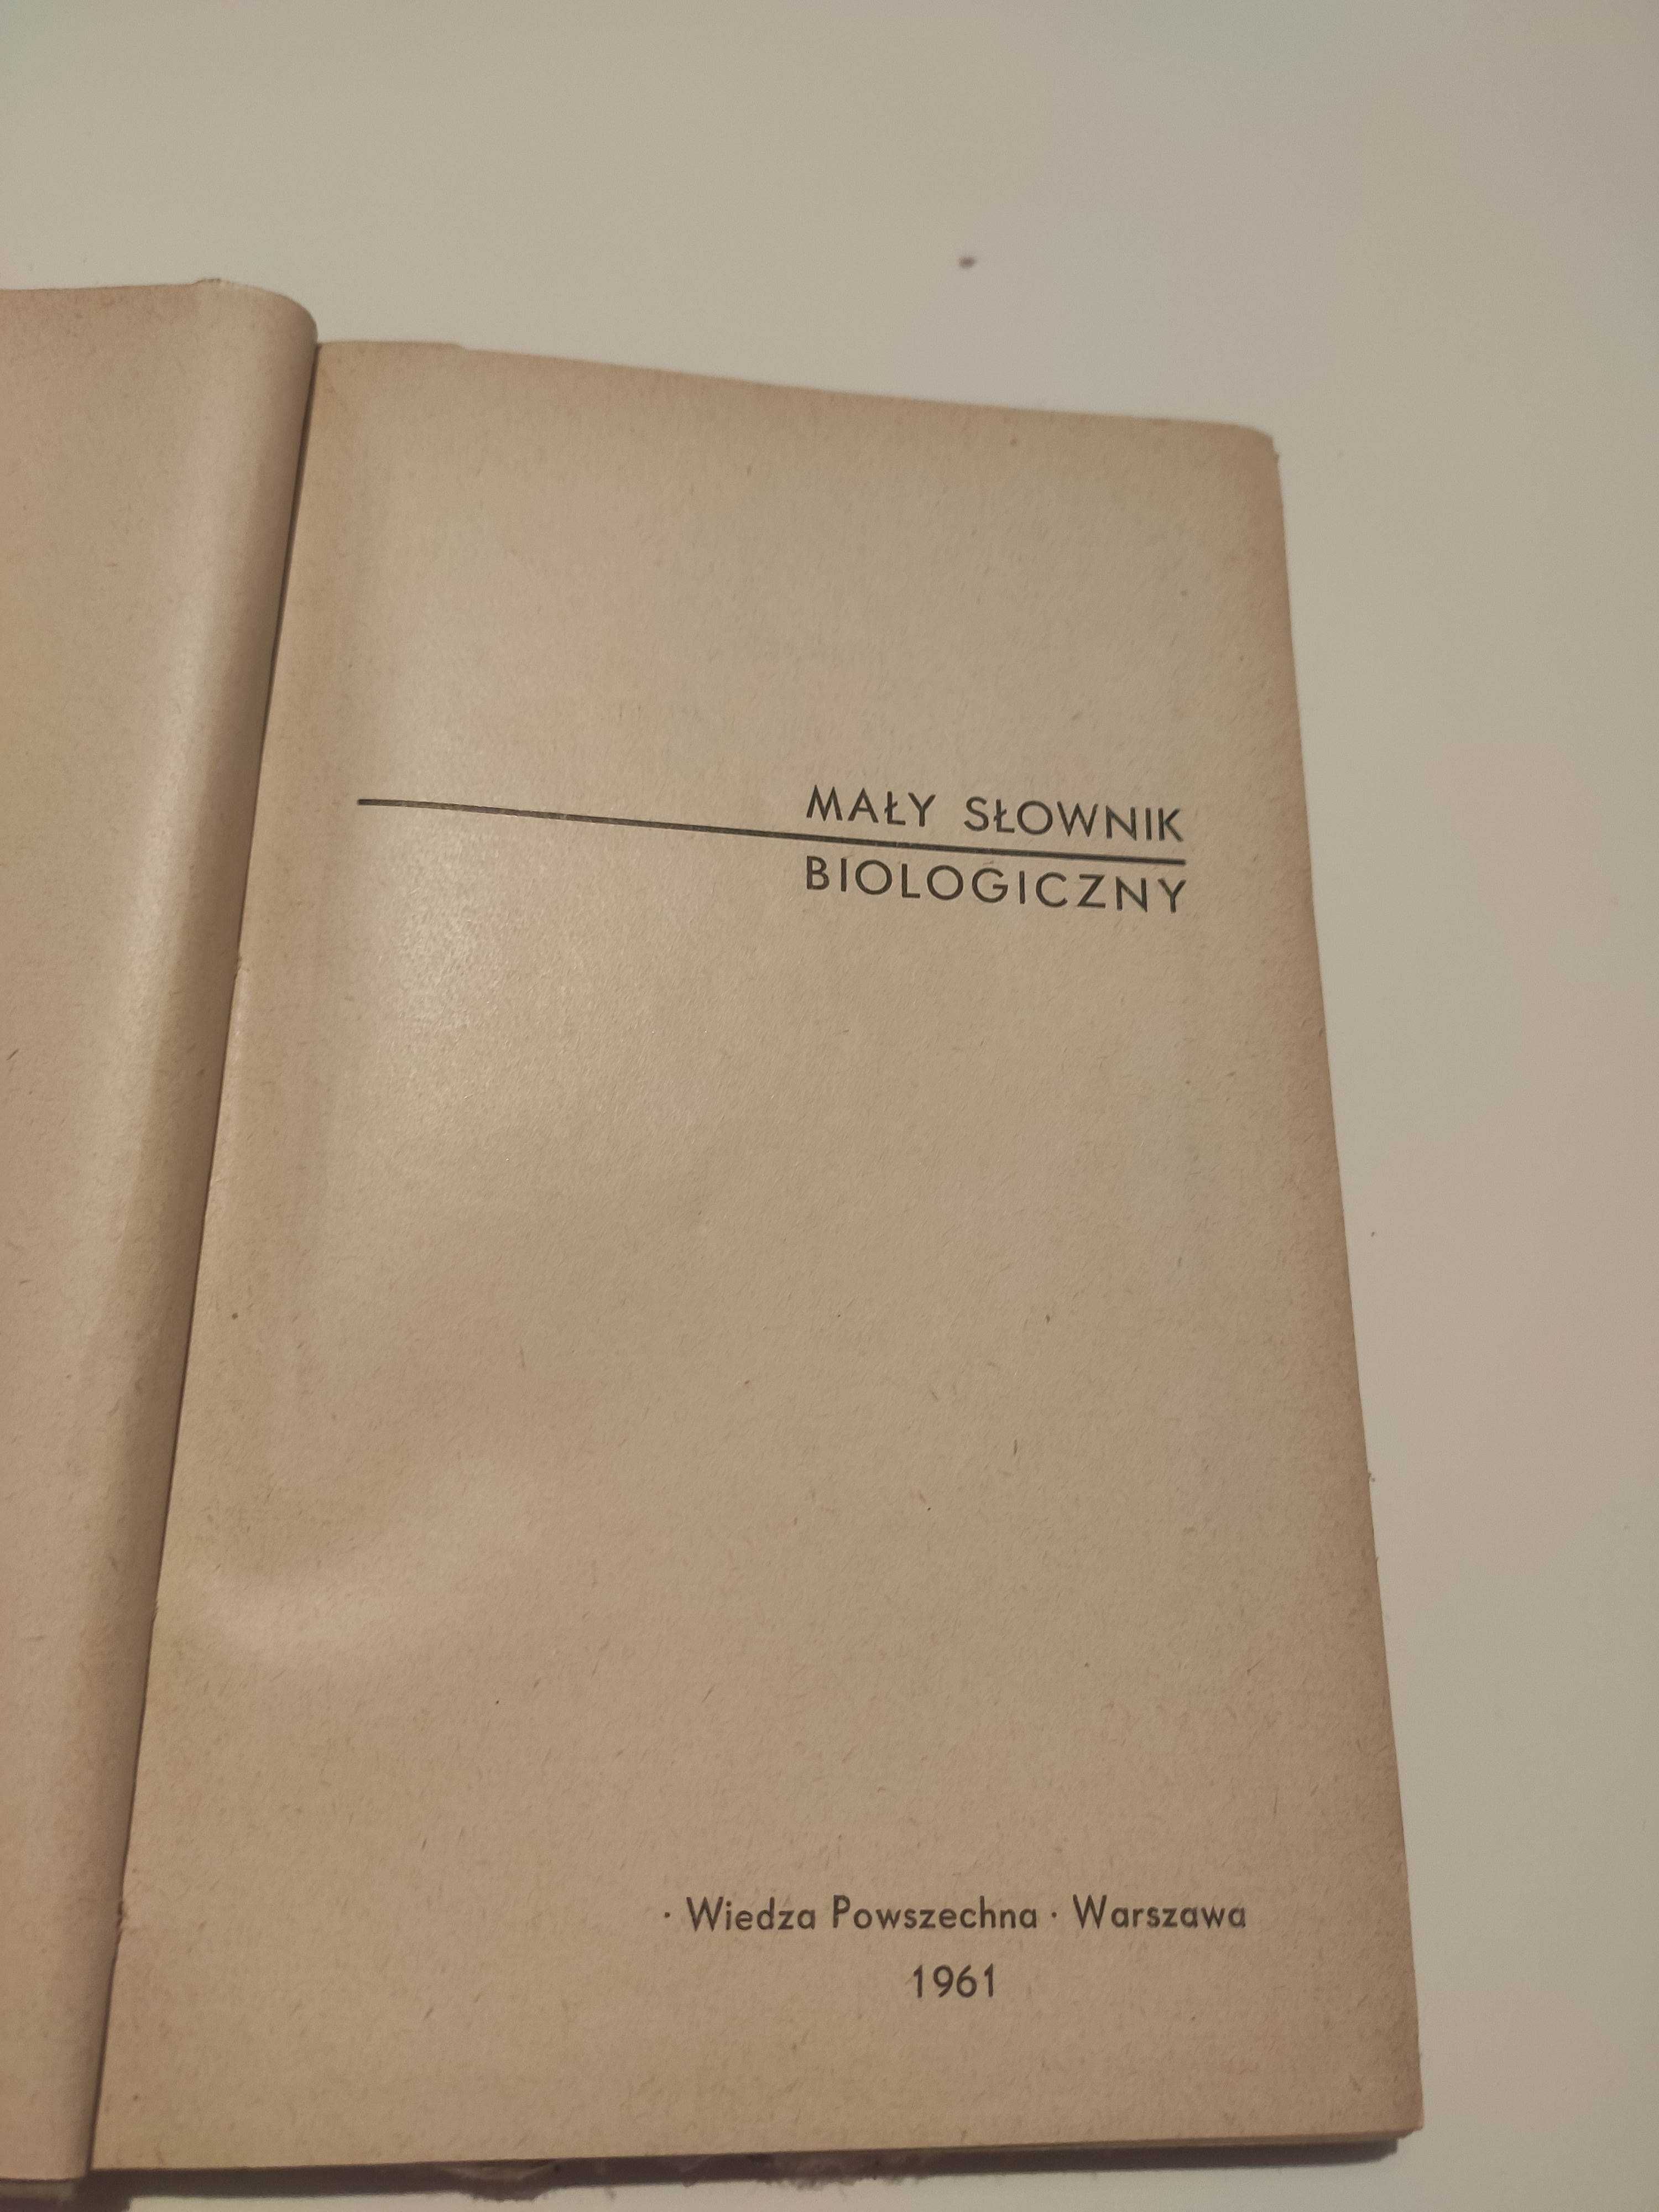 MAŁY SŁOWNIK
BIOLOGICZNY
· Wiedza Powszechna · Warszawa
1961